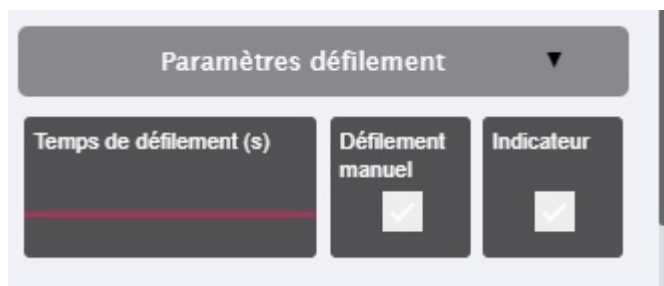 Paramètres défilement ▼
Temps de défilement (s)
Défilement
manuel
Indicateur